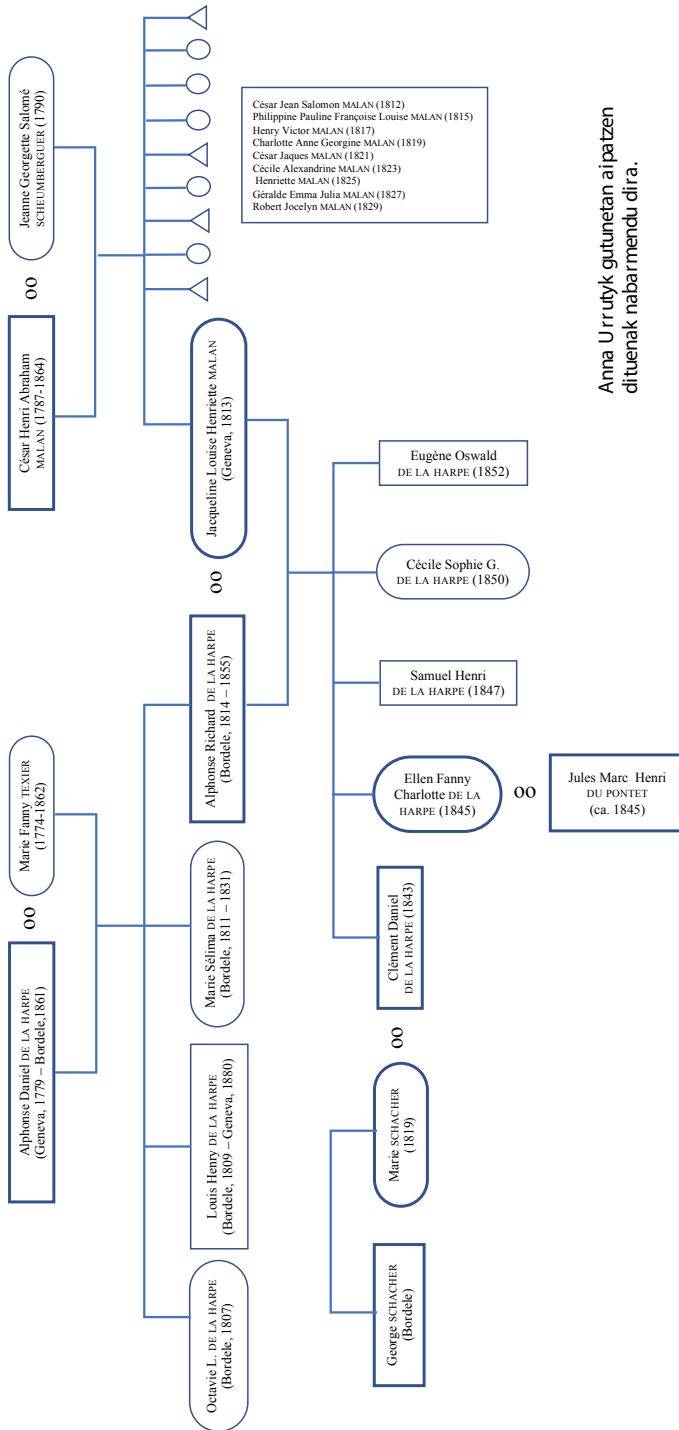 Alphonse Daniel DE LA HARPE
(Geneva, 1779 – Bordele,1861)
oo
Marie Fanny TEXIER
(1774-1862)
César Henri Abraham
MALAN (1787-1864)
oo
Jeanne Georgette Salomé
SCHEUMBERGUER (1790)
Octavie L. DE LA HARPE
(Bordele, 1807)
Louis Henry DE LA HARPE
(Bordele, 1809 – Geneva, 1880)
Marie Sélima DE LA HARPE
(Bordele, 1811 – 1831)
Alphonse Richard DE LA HARPE
(Bordele, 1814 – 1855)
oo
Jacqueline Louise Henriette MALAN
(Geneva, 1813)
César Jean Salomon MALAN (1812)
Philippine Pauline Françoise Louise MALAN (1815)
Henry Victor MALAN (1817)
Charlotte Anne Georgine MALAN (1819)
César Jaques MALAN (1821)
Cécile Alexandrine MALAN (1823)
Henriette MALAN (1825)
Géralde Emma Julia MALAN (1827)
Robert Jocelyn MALAN (1829)
George SCHACHER
(Bordele)
Marie SCHACHER
(1819)
oo
Clément Daniel
DE LA HARPE (1843)
Ellen Fanny
Charlotte DE LA
HARPE (1845)
oo
Jules Marc Henri
DU PONTET
(ca. 1845)
Samuel Henri
DE LA HARPE (1847)
Cécile Sophie G.
DE LA HARPE (1850)
Eugène Oswald
DE LA HARPE (1852)
Anna Urrutyk gutunetan aipatzen
dituenak nabarmendu dira.